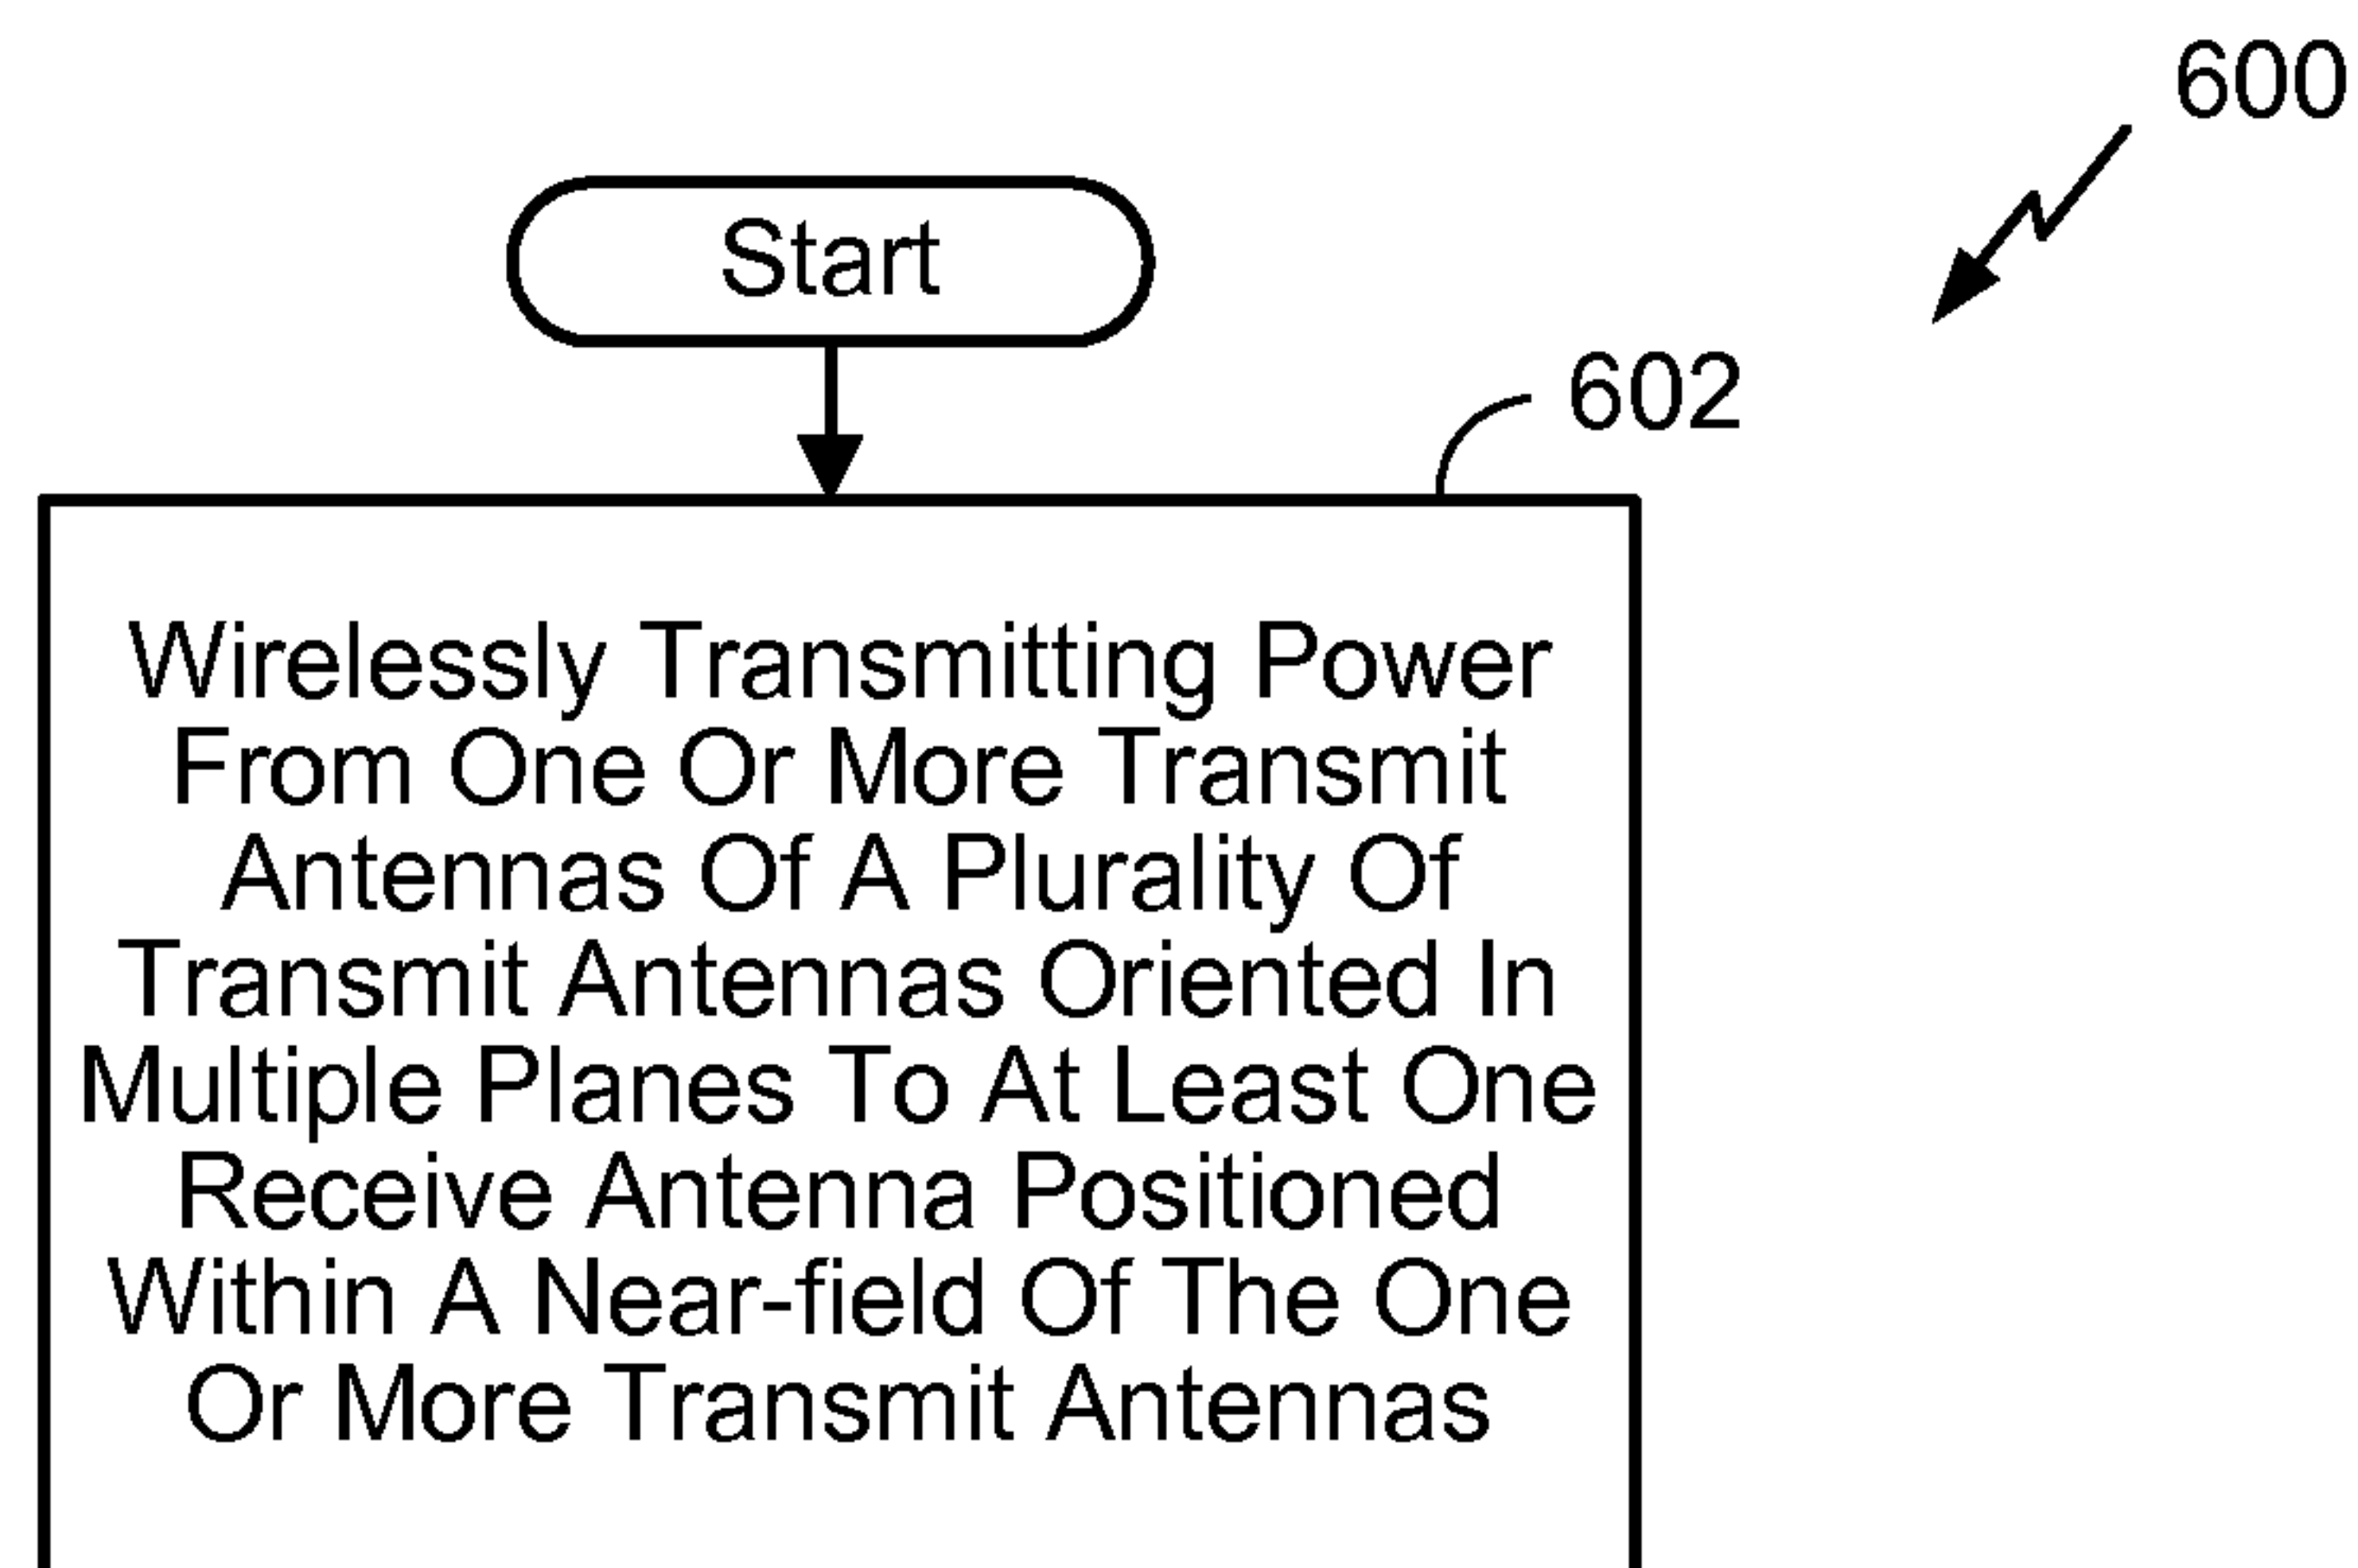 600
Start
602
Wirelessly Transmitting Power
From One Or More Transmit
Antennas Of A Plurality Of
Transmit Antennas Oriented In
Multiple Planes To At Least One
Receive Antenna Positioned
Within A Near-field Of The One
Or More Transmit Antennas